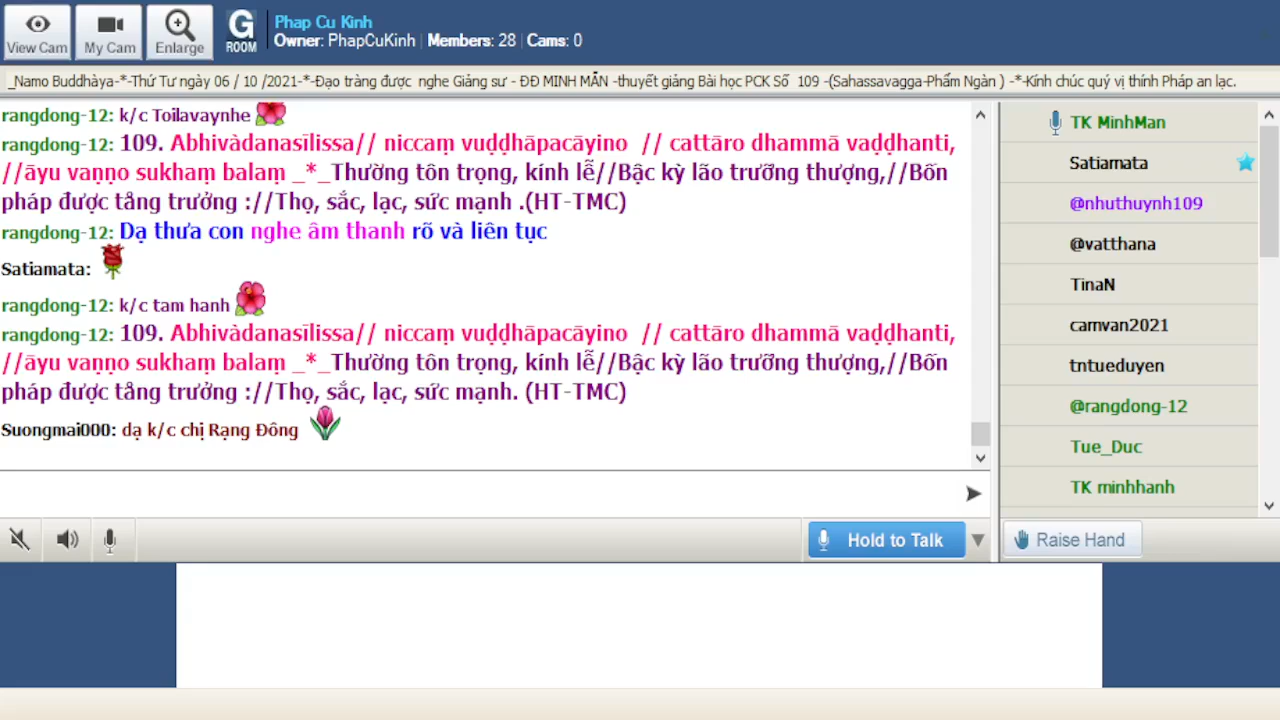 View Cam
My Cam
Enlarge
G
ROOM
Phap Cu Kinh
Owner: PhapCuKinh | Members: 28 | Cams: 0
_Namo Buddhàya-*-Thứ Tư ngày 06 / 10 /2021-*-Đạo tràng được nghe Giảng sư - ĐĐ MINH MẪN -thuyết giảng Bài học PCK Số 109 -(Sahassavagga-Phẩm Ngàn ) -*-Kính chúc quý vị thính Pháp an lạc.
rangdong-12: k/c Toilavaynhe
rangdong-12: 109. Abhivàdanasīlissa// niccaṃ vuḍḍhāpacāyino // cattāro dhammā vaḍḍhanti,
//āyu vaṇṇo sukhaṃ balaṃ _*_Thường tôn trọng, kính lễ//Bậc kỳ lão trưỡng thượng,//Bốn
pháp được tăng trưởng ://Thọ, sắc, lạc, sức mạnh .(HT-TMC)
rangdong-12: Dạ thưa con nghe âm thanh rõ và liên tục
Satiamata:
rangdong-12: k/c tam hanh
rangdong-12: 109. Abhivàdanasīlissa// niccaṃ vuḍḍhāpacāyino // cattāro dhammā vaḍḍhanti,
//āyu vaṇṇo sukhaṃ balaṃ _*_Thường tôn trọng, kính lễ//Bậc kỳ lão trưỡng thượng,//Bốn
pháp được tăng trưởng ://Thọ, sắc, lạc, sức mạnh. (HT-TMC)
Suongmai000: dạ k/c chị Rạng Đông
Hold to Talk
TK MinhMan
Satiamata
@nhuthuynh109
@vatthana
TinaN
camvan2021
tntueduyen
@rangdong-12
Tue_Duc
TK minhhanh
Raise Hand